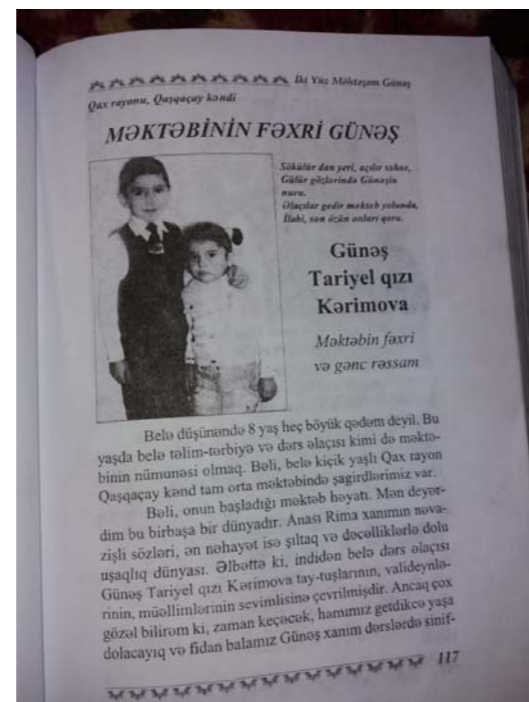 İki Yüz Möhtəşəm Günəş
Qax rayonu, Qaşqaçay kəndi
MƏKTƏBİNİN FƏXRİ GÜNƏŞ
Sökülür dan yeri, açılır səhər,
Gülür gözlərində Günəşin
nuru.
Əlaçılar gedir məktəb yolunda,
İlahi, sən özün onları qoru.
Günəş
Tariyel qızı
Kərimova
Məktəbin fəxri
və gənc rəssam
Belə düşünəndə 8 yaş heç böyük qədəm deyil. Bu
yaşda belə təlim-tərbiyə və dərs əlaçısı kimi də məktə-
binin nümunəsi olmaq. Bəli, belə kiçik yaşlı Qax rayon
Qaşqaçay kənd tam orta məktəbində şagirdlərimiz var.
Bəli, onun başladığı məktəb həyatı. Mən deyər-
dim bu birbaşa bir dünyadır. Anası Rima xanımın nəva-
zişli sözləri, ən nəhayət isə şıltaq və dəcəlliklərlə dolu
uşaqlıq dünyası. Əlbəttə ki, indidən belə dərs əlaçısı
Günəş Tariyel qızı Kərimova tay-tuşlarının, valideynlə-
rinin, müəllimlərinin sevimlisinə çevrilmişdir. Ancaq çox
gözəl bilirəm ki, zaman keçəcək, hamımız getdikcə yaşa
dolacayıq və fidan balamız Günəş xanım dərslərdə sinif-
117